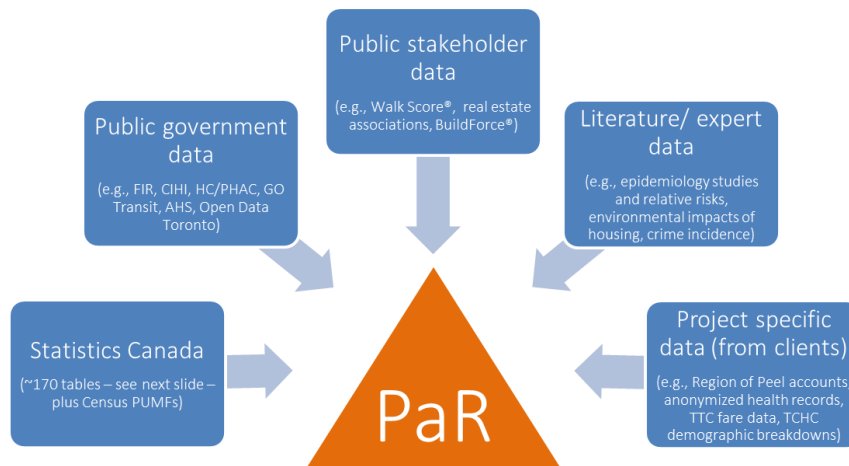 Public stakeholder
data
(e.g., Walk Score®, real estate
associations, BuildForce®)
Public government
data
(e.g., FIR, CIHI, HC/PHAC, GO
Transit, AHS, Open Data
Toronto)
Literature/ expert
data
(e.g., epidemiology studies
and relative risks,
environmental impacts of
housing, crime incidence)
Statistics Canada
(~170 tables – see next slide –
plus Census PUMFs)
Project specific
data (from clients)
(e.g., Region of Peel accounts,
anonymized health records,
TTC fare data, TCHC
demographic breakdowns)
PaR